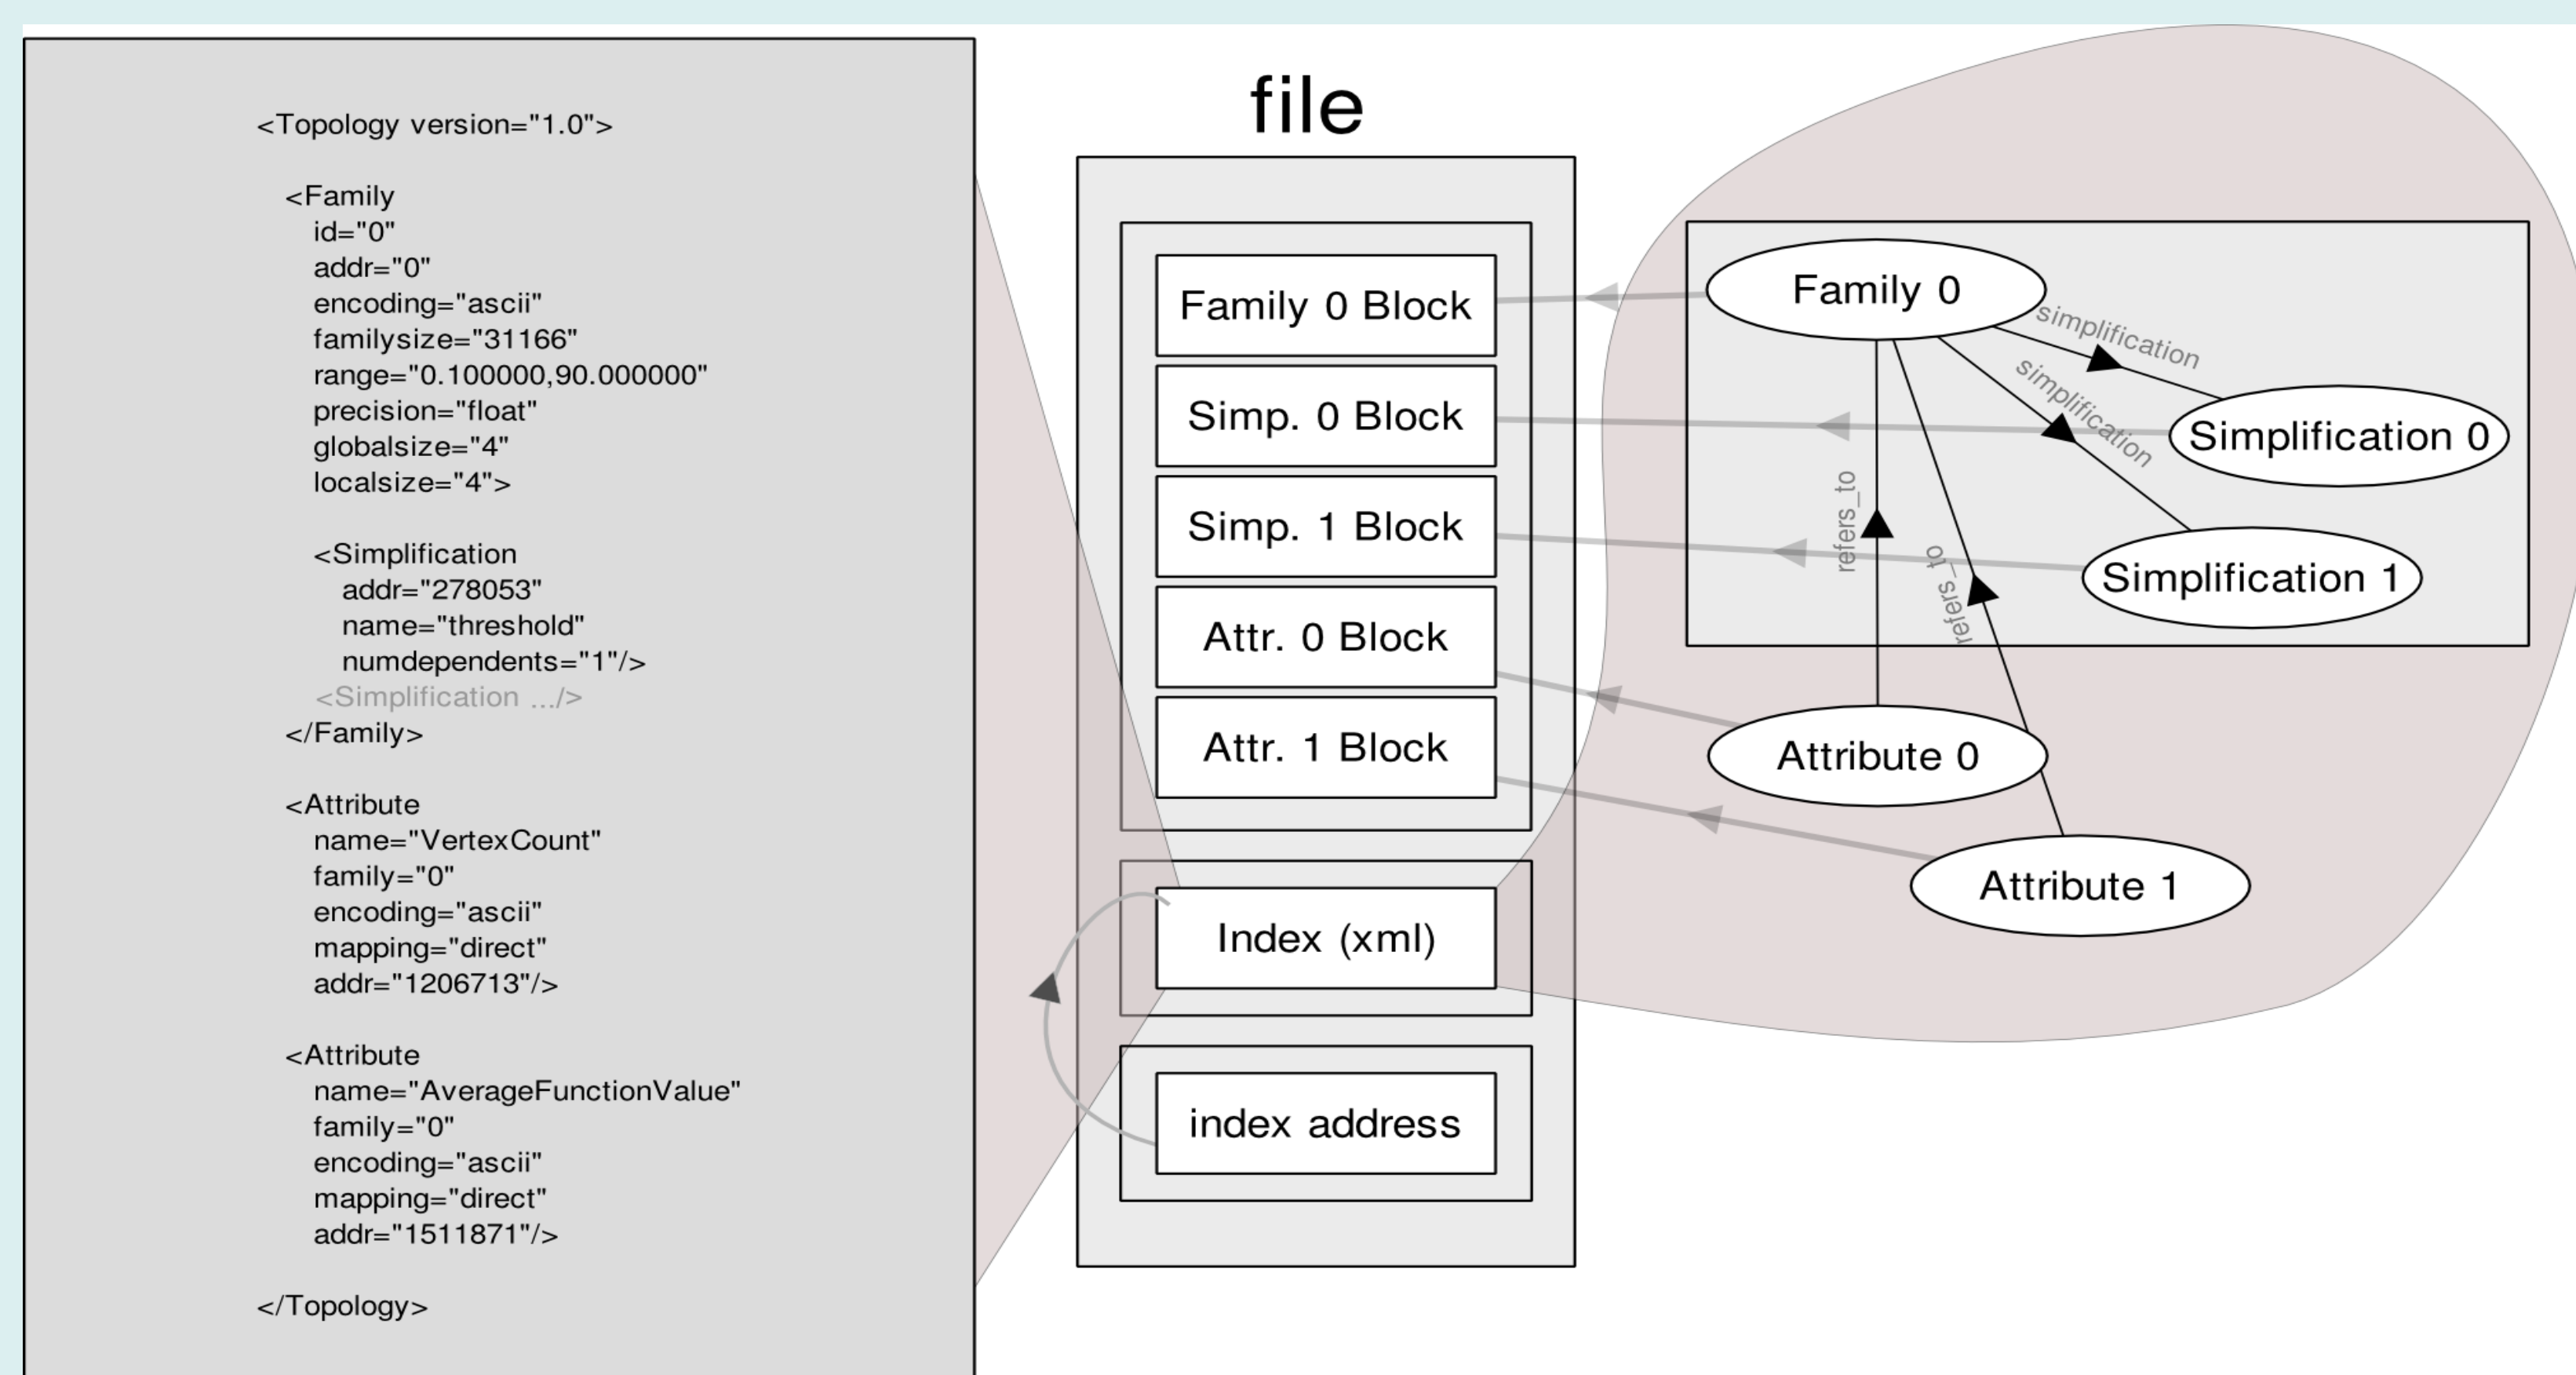 <Topology version="1.0">
<Family
id="0"
addr="0"
encoding="ascii"
familysize="31166"
range="0.100000,90.000000"
precision="float"
globalsize="4"
localsize="4">
<Simplification
addr="278053"
name="threshold"
numdependents="1"/>
<Simplification .../>
</Family>
<Attribute
name="VertexCount"
family="0"
encoding="ascii"
mapping="direct"
addr="1206713"/>
<Attribute
name="AverageFunctionValue"
family="0"
encoding="ascii"
mapping="direct"
addr="1511871"/>
</Topology>
file
Family 0 Block
Simp. 0 Block
Simp. 1 Block
Attr. 0 Block
Attr. 1 Block
Index (xml)
index address
Family 0
simplification
simplification
Simplification 0
refers_to
refers_to
Simplification 1
Attribute 0
Attribute 1